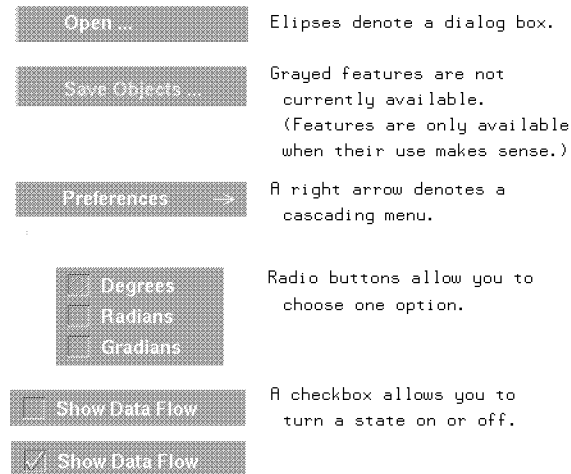 Open ...
Elipses denote a dialog box.
Save Objects ...
Grayed features are not
currently available.
(Features are only available
when their use makes sense.)
Preferences →
A right arrow denotes a
cascading menu.
Degrees
Radians
Gradians
Radio buttons allow you to
choose one option.
Show Data Flow
A checkbox allows you to
turn a state on or off.
Show Data Flow